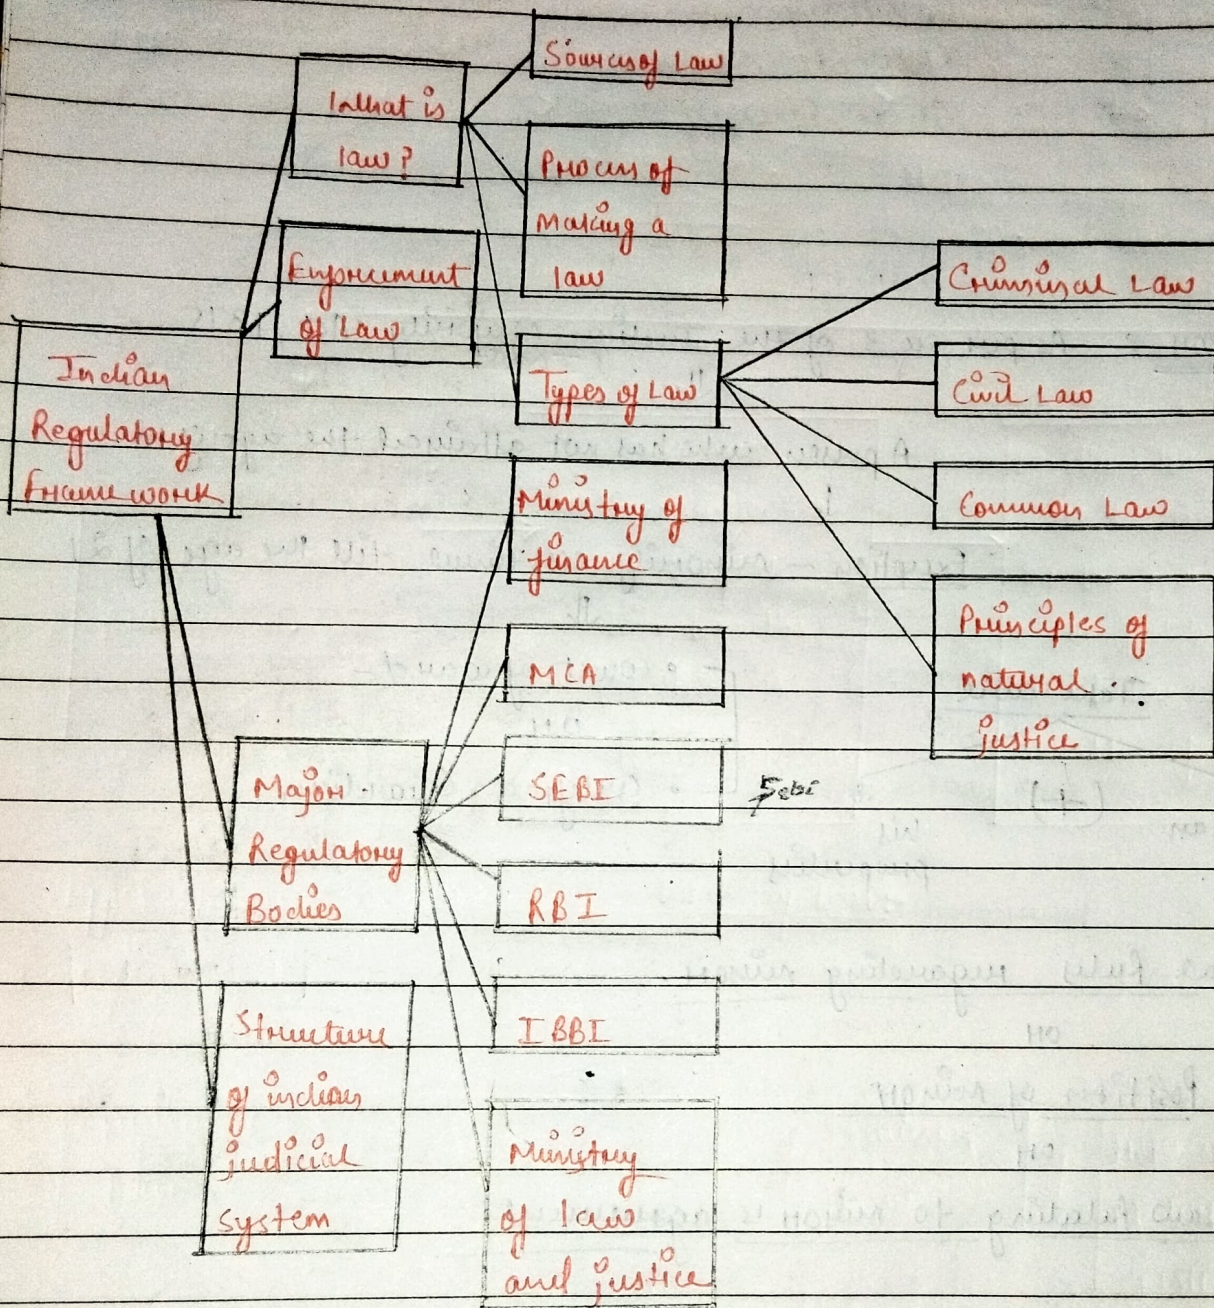 Sources of Law
What is
law?
Process of
making a
law
Enforcement
of Law
Criminal Law
Indian
Regulatory
framework
Types of Law
Civil Law
Common Law
Principles of
natural
justice
Ministry of
finance
MCA
Major
Regulatory
Bodies
SEBI
Sebi
RBI
IBBI
Structure
of indian
judicial
system
Ministry
of law
and justice